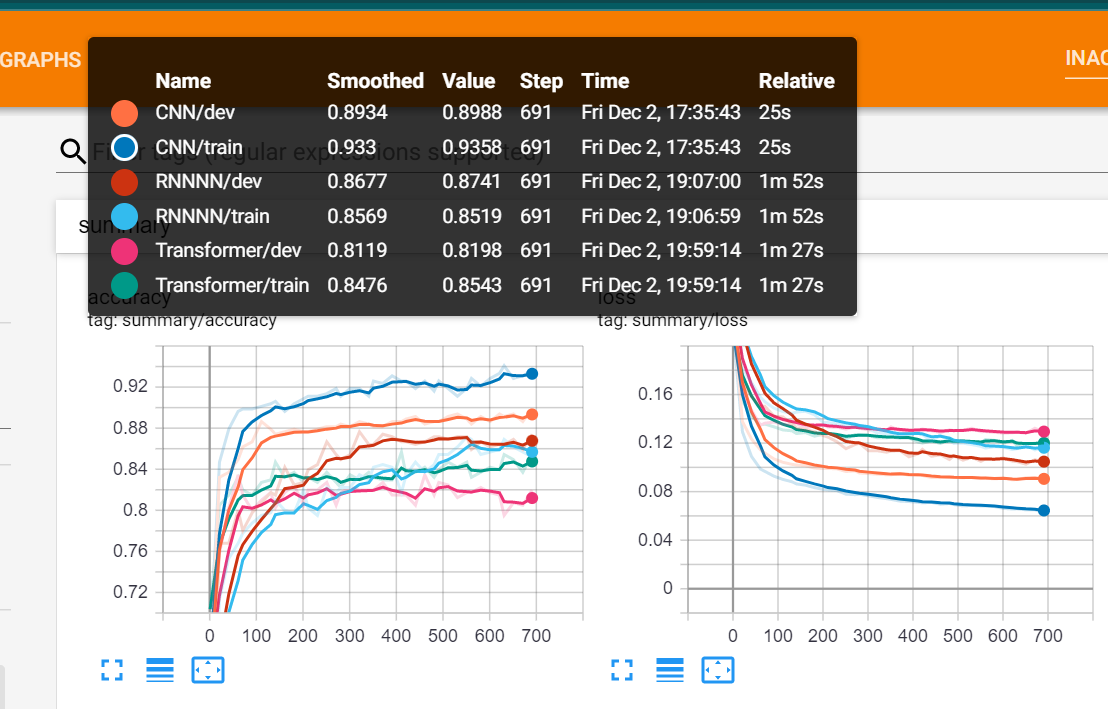 GRAPHS
INAC
Name Smoothed Value Step Time Relative
CNN/dev 0.8934 0.8988 691 Fri Dec 2, 17:35:43 25s
CNN/train 0.933 0.9358 691 Fri Dec 2, 17:35:43 25s
Filter tags (regular expressions supported)
RNNNN/dev 0.8677 0.8741 691 Fri Dec 2, 19:07:00 1m 52s
RNNNN/train 0.8569 0.8519 691 Fri Dec 2, 19:06:59 1m 52s
summary
Transformer/dev 0.8119 0.8198 691 Fri Dec 2, 19:59:14 1m 27s
Transformer/train 0.8476 0.8543 691 Fri Dec 2, 19:59:14 1m 27s
accuracy
tag: summary/accuracy
0.92
0.88
0.84
0.8
0.76
0.72
0 100 200 300 400 500 600 700
loss
tag: summary/loss
0.16
0.12
0.08
0.04
0
0 100 200 300 400 500 600 700